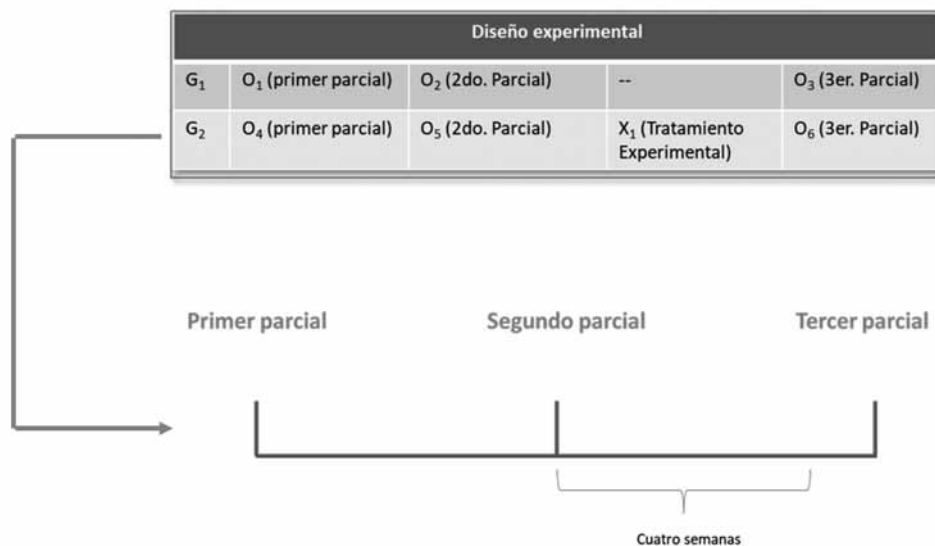 Diseño experimental
G₁ O₁ (primer parcial) O₂ (2do. Parcial) -- O₃ (3er. Parcial)
G₂ O₄ (primer parcial) O₅ (2do. Parcial) X₁ (Tratamiento Experimental) O₆ (3er. Parcial)
Primer parcial Segundo parcial Tercer parcial
Cuatro semanas